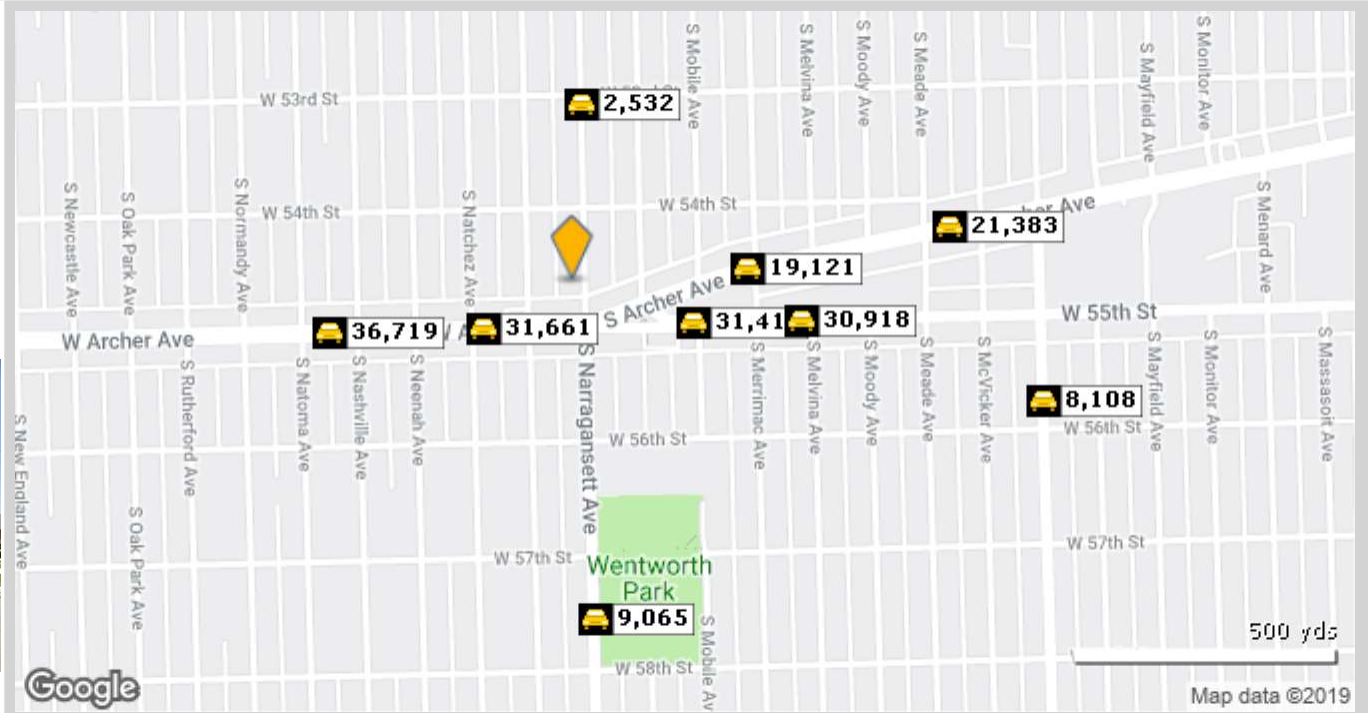 S Mobile Ave
S Melvina Ave
S Moody Ave
S Meade Ave
S Mayfield Ave
S Monitor Ave
W 53rd St
2,532
S Newcastle Ave
S Oak Park Ave
S Normandy Ave
W 54th St
S Natchez Ave
W 54th St
21,383
Ave
S Menard Ave
19,121
S Archer Ave
W Archer Ave
36,719
31,661
31,41
30,918
W 55th St
S New England Ave
S Rutherford Ave
S Natoma Ave
S Nashville Ave
S Neenah Ave
S Narragansett Ave
S Merrimac Ave
S Melvina Ave
S Moody Ave
S Meade Ave
S McVicker Ave
8,108
S Mayfield Ave
S Monitor Ave
S Massasoit Ave
W 56th St
W 56th St
S Oak Park Ave
W 57th St
W 57th St
Wentworth
Park
9,065
S Mobile Av
W 58th St
500 yds
Google
Map data ©2019